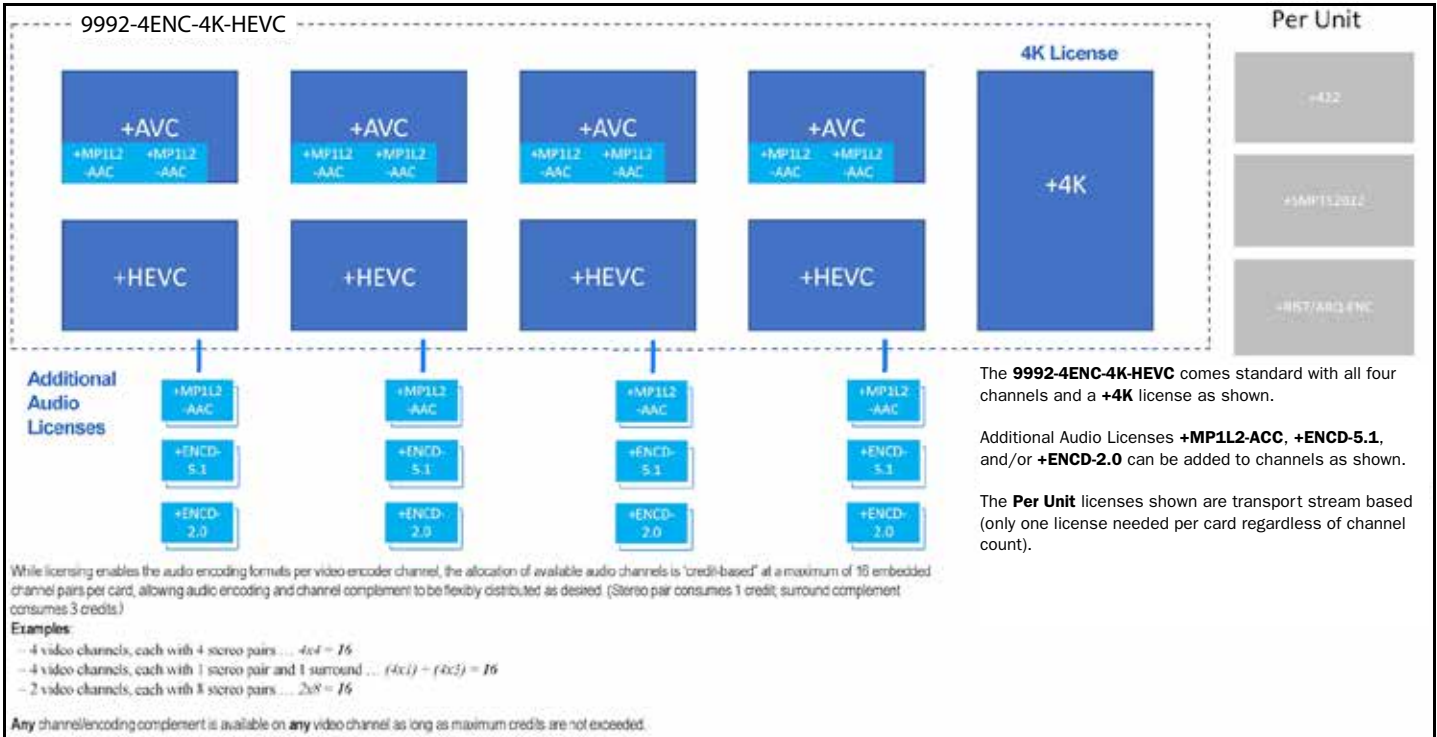 9992-4ENC-4K-HEVC
Per Unit
4K License
+AVC
+MP1L2
-AAC
+MP1L2
-AAC
+AVC
+MP1L2
-AAC
+MP1L2
-AAC
+AVC
+MP1L2
-AAC
+MP1L2
-AAC
+AVC
+MP1L2
-AAC
+MP1L2
-AAC
+4K
+422
+SMPTE2022
+RIST/ARQ-ENC
+HEVC
+HEVC
+HEVC
+HEVC
Additional
Audio
Licenses
+MP1L2
-AAC
+MP1L2
-AAC
+MP1L2
-AAC
+MP1L2
-AAC
+ENCD-
5.1
+ENCD-
5.1
+ENCD-
5.1
+ENCD-
5.1
+ENCD-
2.0
+ENCD-
2.0
+ENCD-
2.0
+ENCD-
2.0
The 9992-4ENC-4K-HEVC comes standard with all four
channels and a +4K license as shown.
Additional Audio Licenses +MP1L2-ACC, +ENCD-5.1,
and/or +ENCD-2.0 can be added to channels as shown.
The Per Unit licenses shown are transport stream based
(only one license needed per card regardless of channel
count).
While licensing enables the audio encoding formats per video encoder channel, the allocation of available audio channels is "credit-based" at a maximum of 16 embedded
channel pairs per card, allowing audio encoding and channel complement to be flexibly distributed as desired. (Stereo pair consumes 1 credit; surround complement
consumes 3 credits.)
Examples:
– 4 video channels, each with 4 stereo pairs … 4x4 = 16
– 4 video channels, each with 1 stereo pair and 1 surround … (4x1) + (4x3) = 16
– 2 video channels, each with 8 stereo pairs … 2x8 = 16
Any channel/encoding complement is available on any video channel as long as maximum credits are not exceeded.